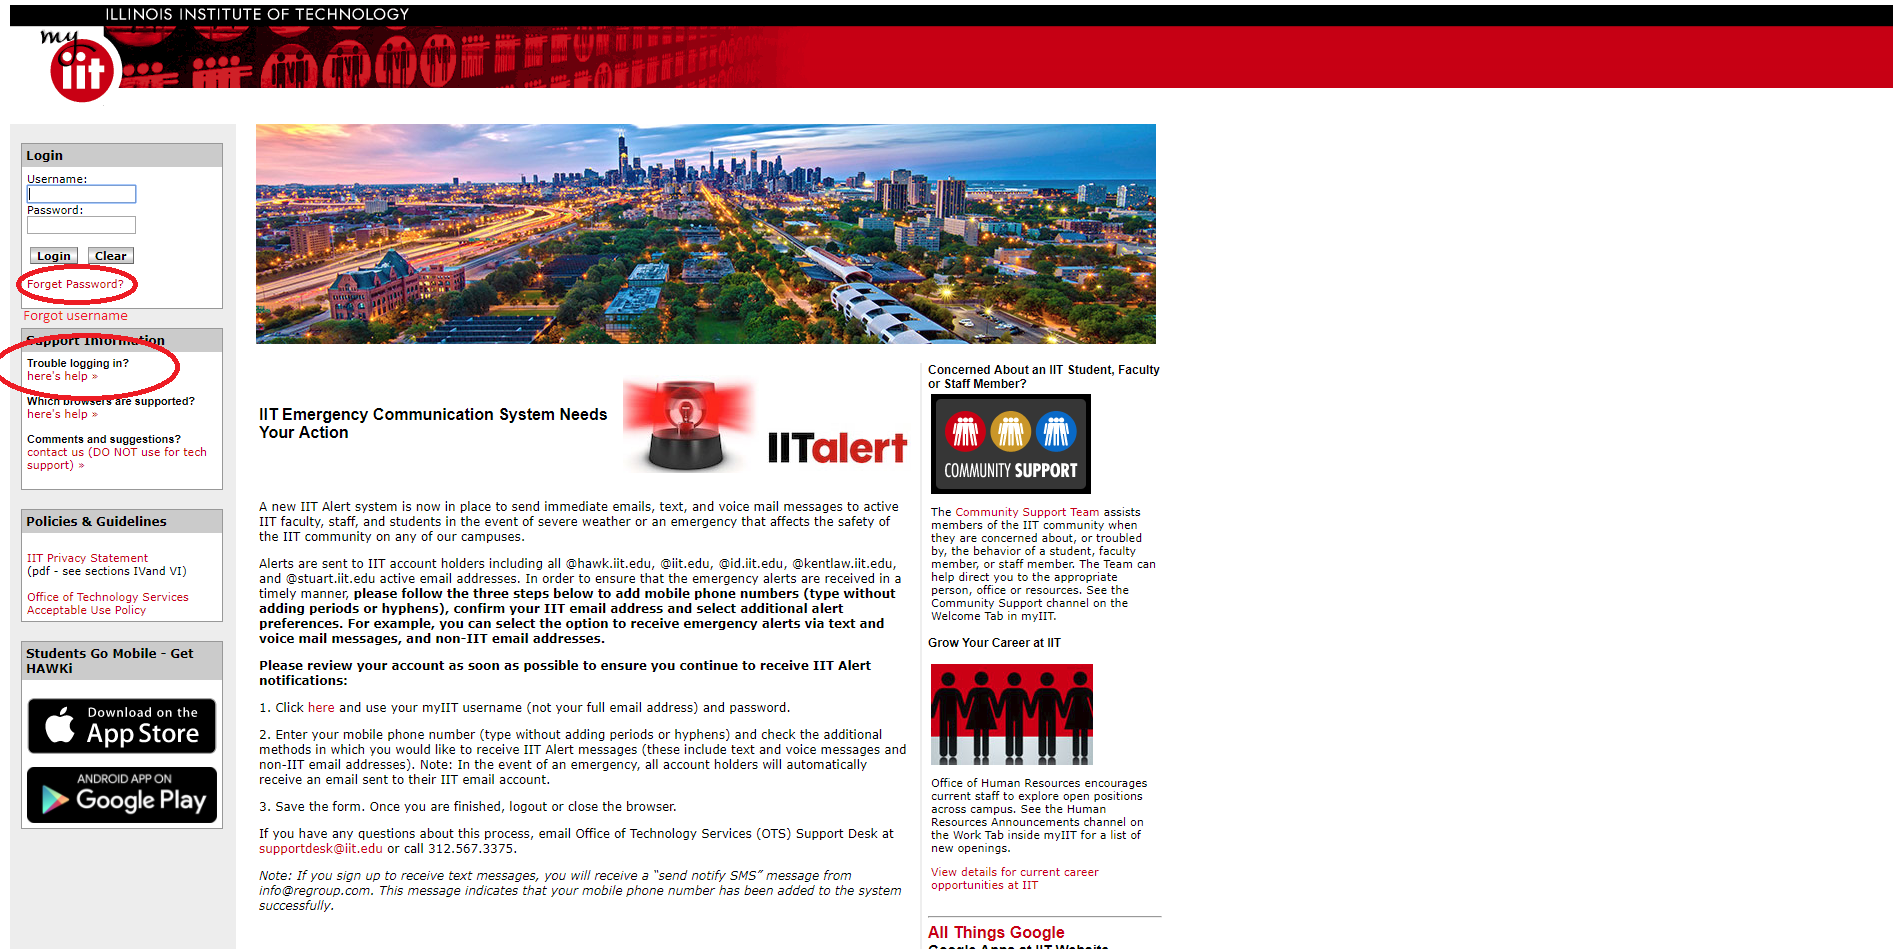 ILLINOIS INSTITUTE OF TECHNOLOGY
my
iit
Login
Username:
Password:
Login Clear
Forget Password?
Forgot username
Support Information
Trouble logging in?
here's help »
Which browsers are supported?
here's help »
Comments and suggestions?
contact us (DO NOT use for tech
support) »
Policies & Guidelines
IIT Privacy Statement
(pdf - see sections IVand VI)
Office of Technology Services
Acceptable Use Policy
Students Go Mobile - Get
HAWKi
Download on the
App Store
ANDROID APP ON
Google Play
IIT Emergency Communication System Needs
Your Action
IITalert
A new IIT Alert system is now in place to send immediate emails, text, and voice mail messages to active
IIT faculty, staff, and students in the event of severe weather or an emergency that affects the safety of
the IIT community on any of our campuses.
Alerts are sent to IIT account holders including all @hawk.iit.edu, @iit.edu, @id.iit.edu, @kentlaw.iit.edu,
and @stuart.iit.edu active email addresses. In order to ensure that the emergency alerts are received in a
timely manner, please follow the three steps below to add mobile phone numbers (type without
adding periods or hyphens), confirm your IIT email address and select additional alert
preferences. For example, you can select the option to receive emergency alerts via text and
voice mail messages, and non-IIT email addresses.
Please review your account as soon as possible to ensure you continue to receive IIT Alert
notifications:
1. Click here and use your myIIT username (not your full email address) and password.
2. Enter your mobile phone number (type without adding periods or hyphens) and check the additional
methods in which you would like to receive IIT Alert messages (these include text and voice messages and
non-IIT email addresses). Note: In the event of an emergency, all account holders will automatically
receive an email sent to their IIT email account.
3. Save the form. Once you are finished, logout or close the browser.
If you have any questions about this process, email Office of Technology Services (OTS) Support Desk at
supportdesk@iit.edu or call 312.567.3375.
Note: If you sign up to receive text messages, you will receive a “send notify SMS” message from
info@regroup.com. This message indicates that your mobile phone number has been added to the system
successfully.
Concerned About an IIT Student, Faculty
or Staff Member?
COMMUNITY SUPPORT
The Community Support Team assists
members of the IIT community when
they are concerned about, or troubled
by, the behavior of a student, faculty
member, or staff member. The Team can
help direct you to the appropriate
person, office or resources. See the
Community Support channel on the
Welcome Tab in myIIT.
Grow Your Career at IIT
Office of Human Resources encourages
current staff to explore open positions
across campus. See the Human
Resources Announcements channel on
the Work Tab inside myIIT for a list of
new openings.
View details for current career
opportunities at IIT
All Things Google
Google Apps at IIT Website